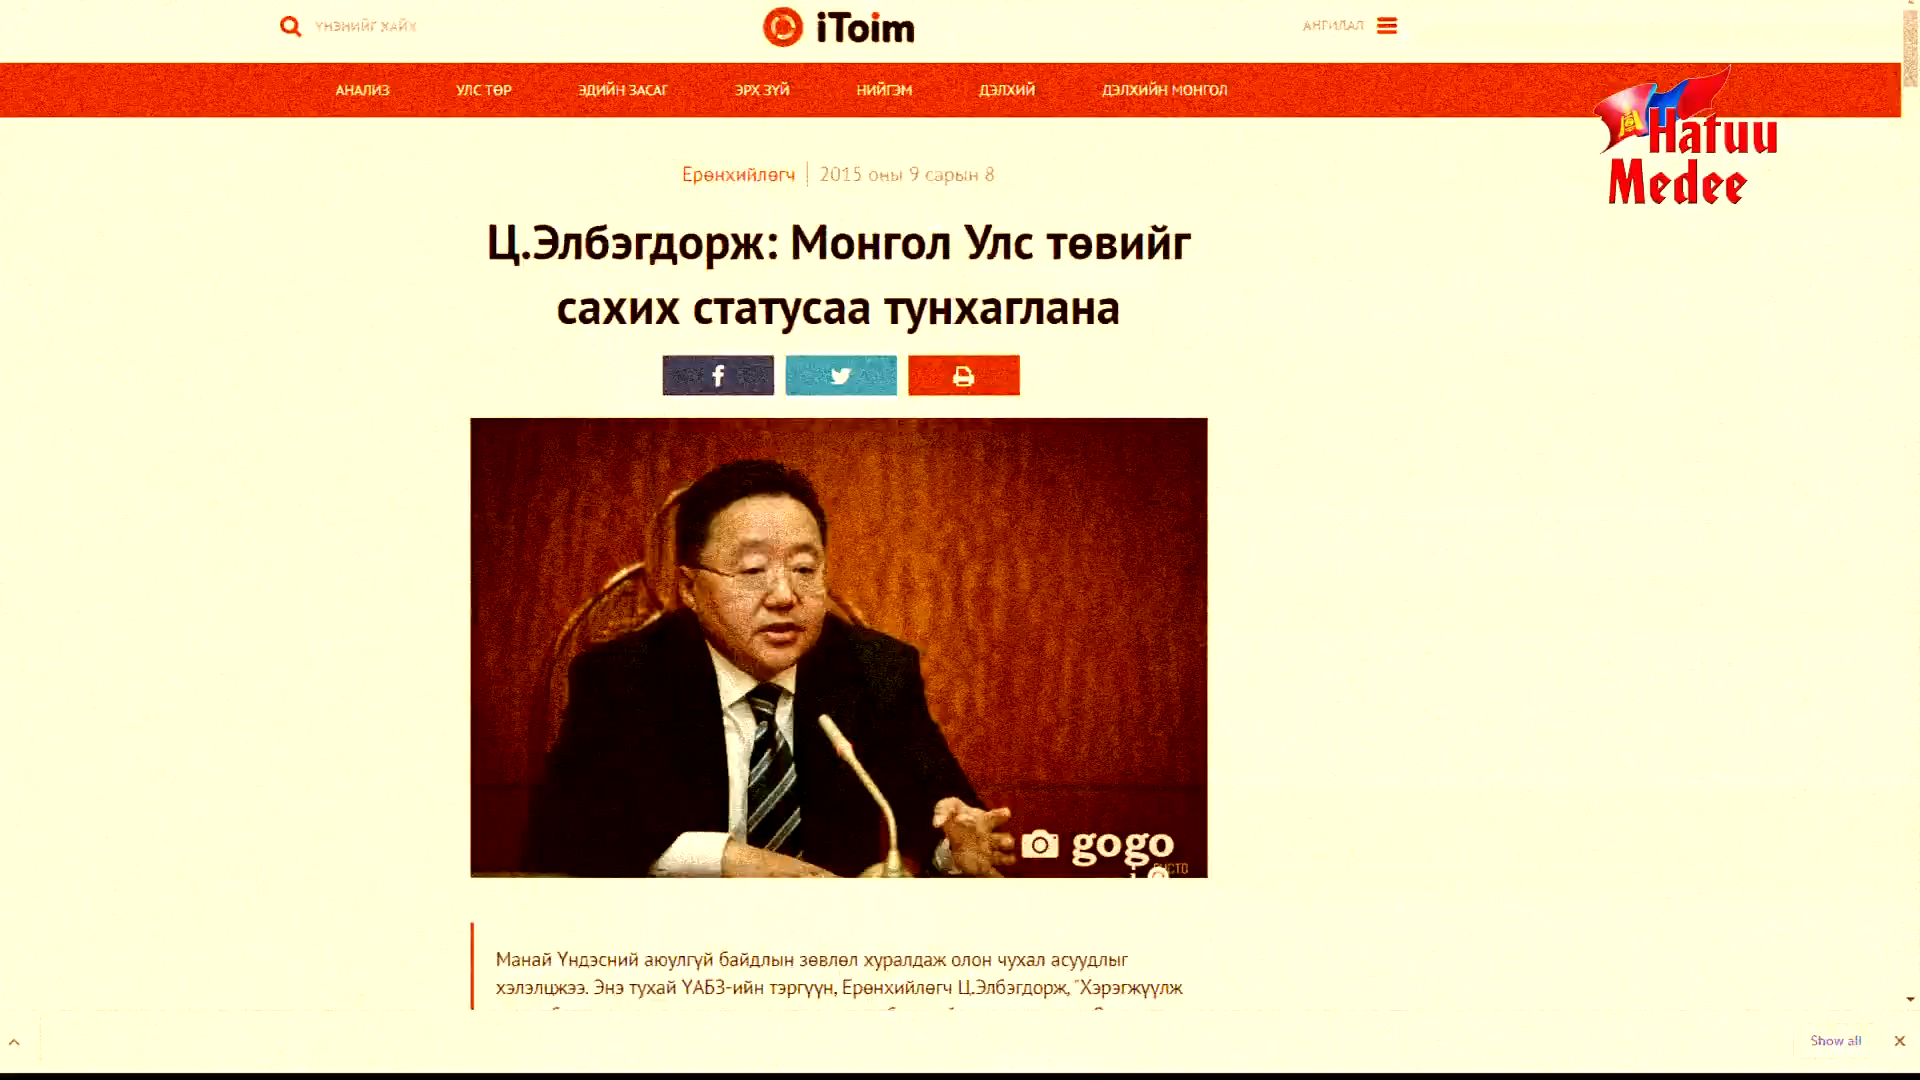 ҮНЭНИЙГ ХАЙХ
iToim
АНГИЛАЛ
АНАЛИЗ УЛС ТӨР ЭДИЙН ЗАСАГ ЭРХ ЗҮЙ НИЙГЭМ ДЭЛХИЙ ДЭЛХИЙН МОНГОЛ
Hatuu
Medee
Ерөнхийлөгч 2015 оны 9 сарын 8
Ц.Элбэгдорж: Монгол Улс төвийг
сахих статусаа тунхаглана
gogo
Манай Үндэсний аюулгүй байдлын зөвлөл хуралдаж олон чухал асуудлыг
хэлэлцжээ. Энэ тухай ҮАБЗ-ийн тэргүүн, Ерөнхийлөгч Ц.Элбэгдорж, "Хэрэгжүүлж
Show all